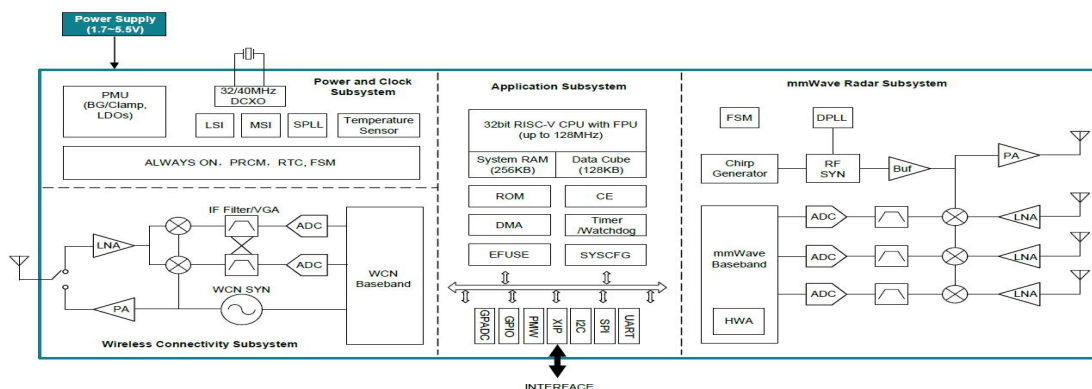 Power Supply
(1.7~5.5V)
PMU
(BG/Clamp,
LDOs)
32/40MHz
DCXO
Power and Clock
Subsystem
LSI
MSI
SPLL
Temperature
Sensor
ALWAYS ON, PRCM, RTC, FSM
IF Filter/VGA
LNA
ADC
ADC
WCN
Baseband
WCN SYN
PA
Wireless Connectivity Subsystem
Application Subsystem
32bit RISC-V CPU with FPU
(up to 128MHz)
System RAM
(256KB)
Data Cube
(128KB)
ROM
CE
DMA
Timer
/Watchdog
EFUSE
SYSCFG
GPADC
GPIO
PMW
XIP
I2C
SPI
UART
INTERFACE
mmWave Radar Subsystem
FSM
DPLL
Chirp
Generator
RF
SYN
Buf
PA
mmWave
Baseband
HWA
ADC
LNA
ADC
LNA
ADC
LNA